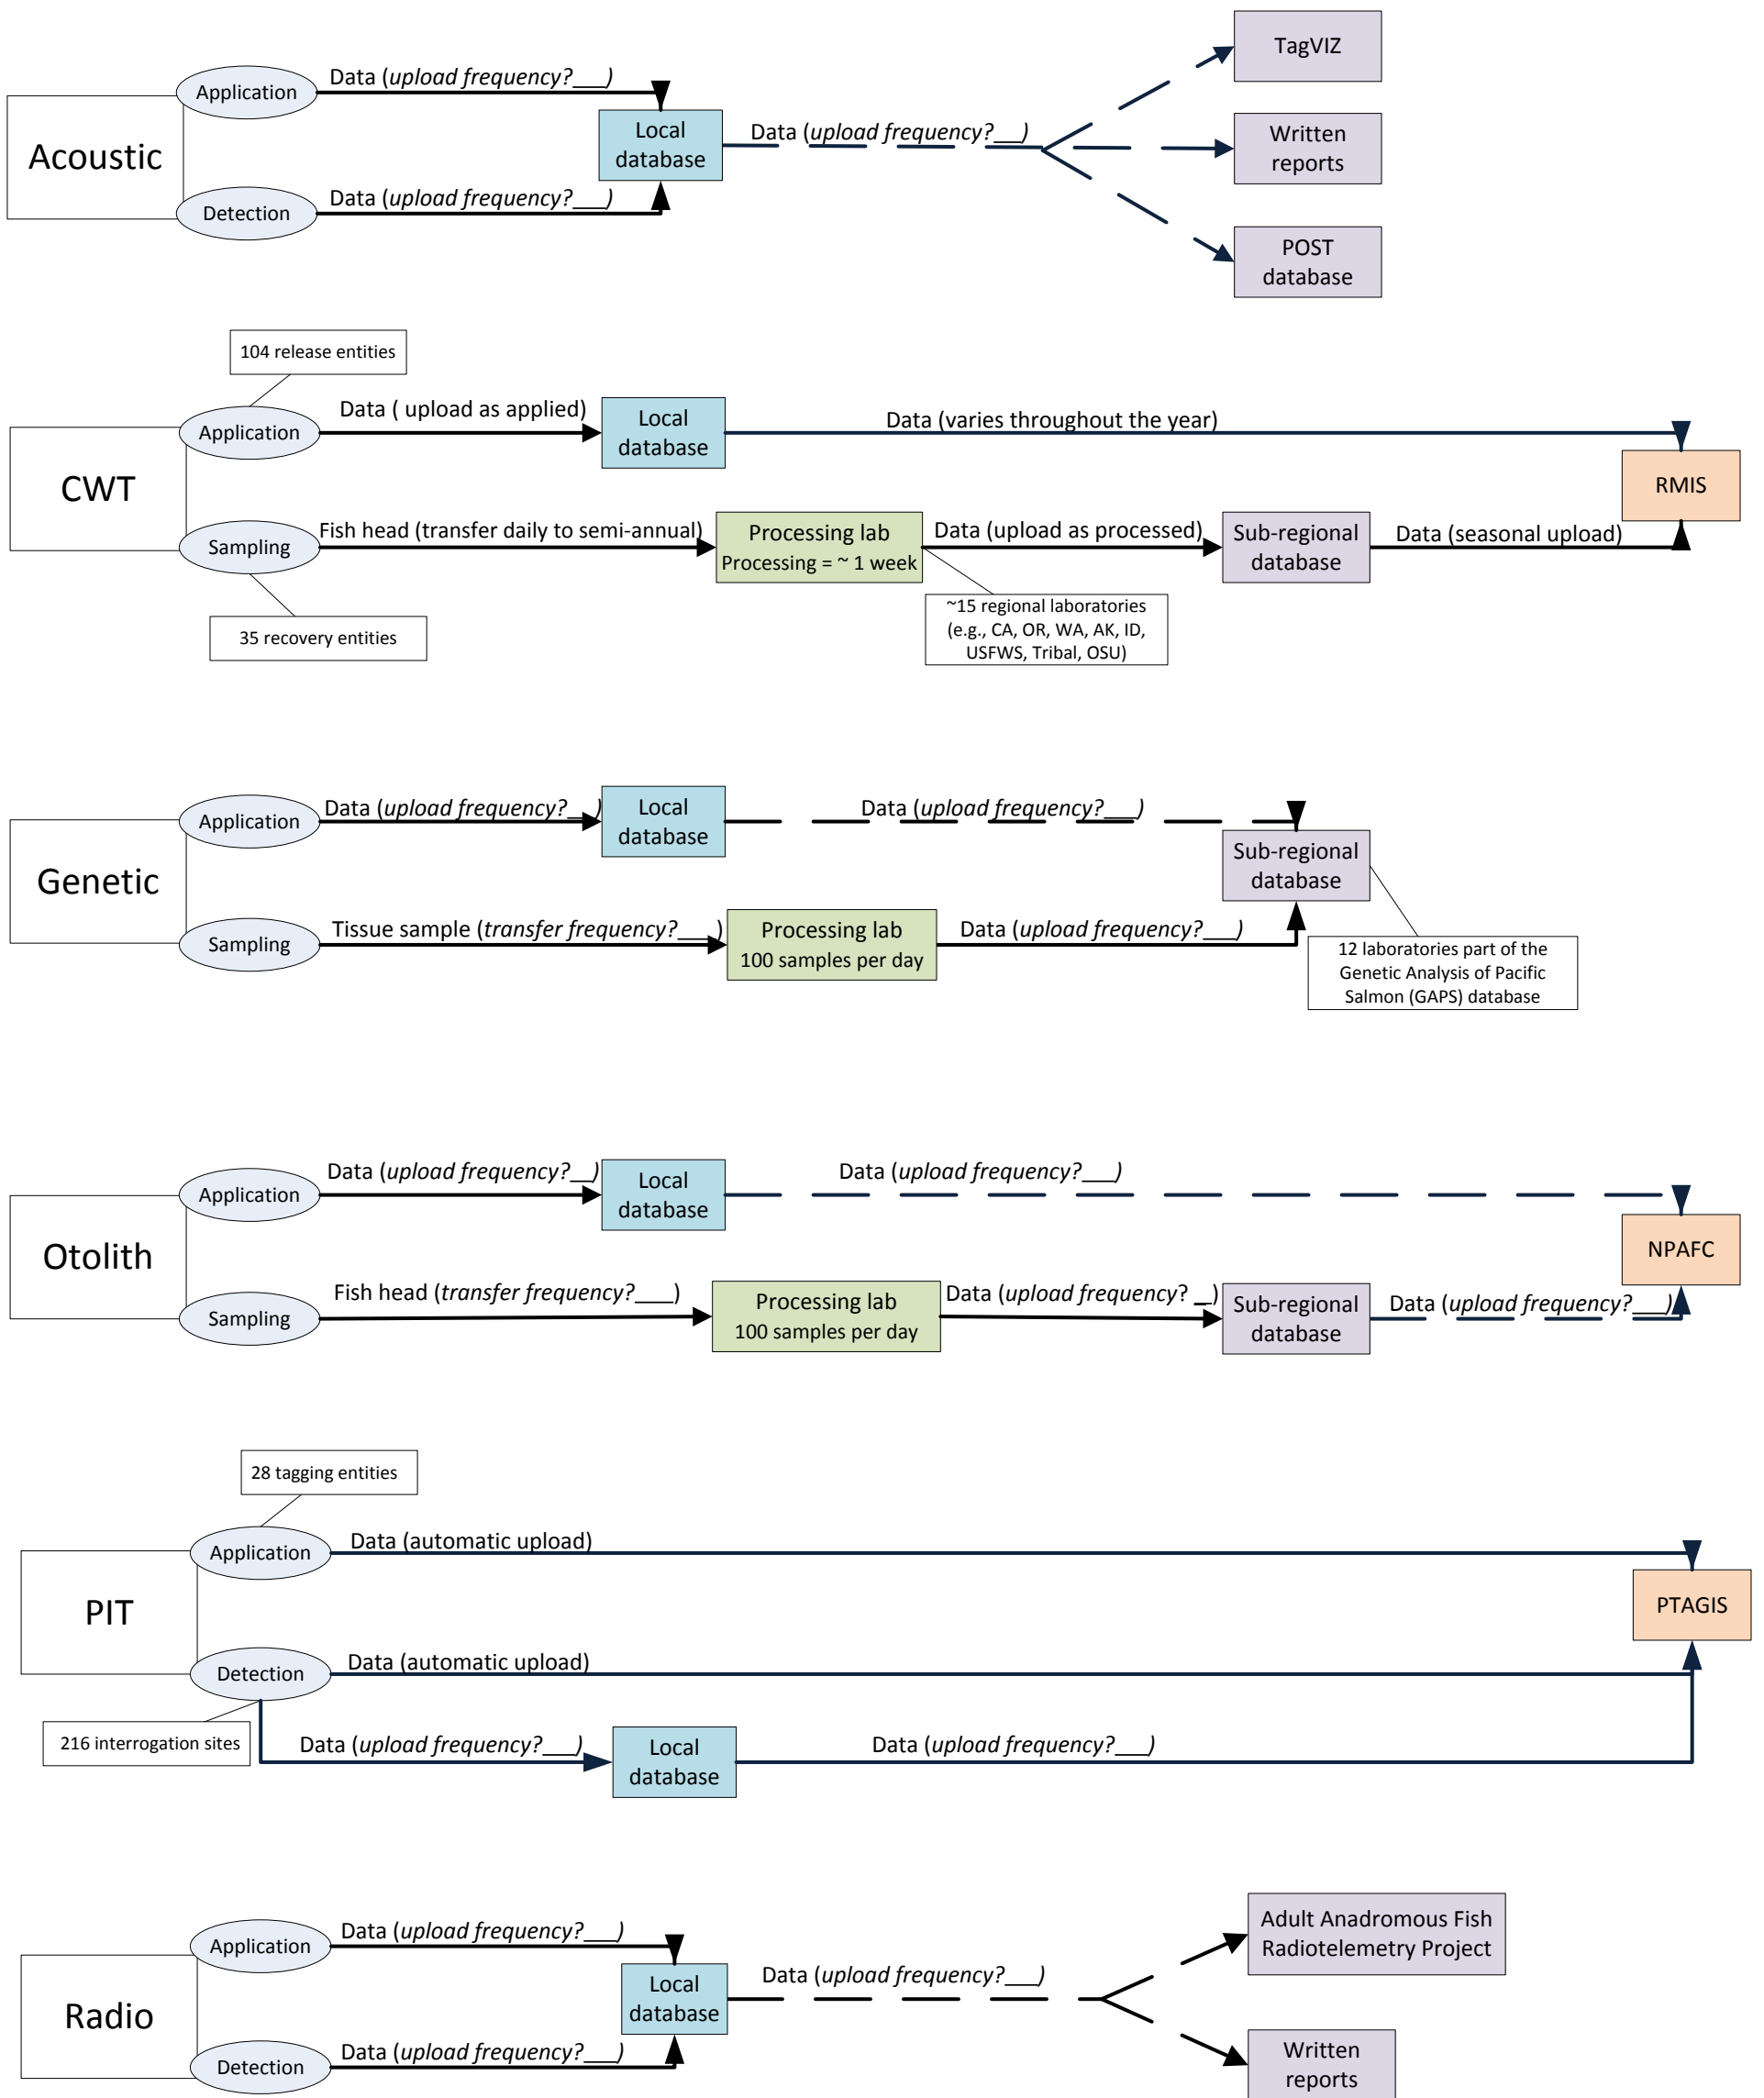 TagVIZ
Data (upload frequency?___)
Application
Acoustic
Local
database
Data (upload frequency?___)
Written
reports
Data (upload frequency?___)
Detection
POST
database
104 release entities
Data ( upload as applied)
Application
Local
database
Data (varies throughout the year)
CWT
RMIS
Fish head (transfer daily to semi-annual)
Sampling
Processing lab
Processing = ~ 1 week
Data (upload as processed)
Sub-regional
database
Data (seasonal upload)
35 recovery entities
~15 regional laboratories
(e.g., CA, OR, WA, AK, ID,
USFWS, Tribal, OSU)
Data (upload frequency?__)
Application
Local
database
Data (upload frequency?___)
Genetic
Sub-regional
database
Tissue sample (transfer frequency?____)
Sampling
Processing lab
100 samples per day
Data (upload frequency?___)
12 laboratories part of the
Genetic Analysis of Pacific
Salmon (GAPS) database
Data (upload frequency?__)
Application
Local
database
Data (upload frequency?___)
Otolith
NPAFC
Fish head (transfer frequency?____)
Sampling
Processing lab
100 samples per day
Data (upload frequency? _)
Sub-regional
database
Data (upload frequency?___)
28 tagging entities
Application
Data (automatic upload)
PIT
PTAGIS
Detection
Data (automatic upload)
216 interrogation sites
Data (upload frequency?___)
Local
database
Data (upload frequency?___)
Data (upload frequency?___)
Application
Adult Anadromous Fish
Radiotelemetry Project
Radio
Local
database
Data (upload frequency?___)
Data (upload frequency?___)
Detection
Written
reports